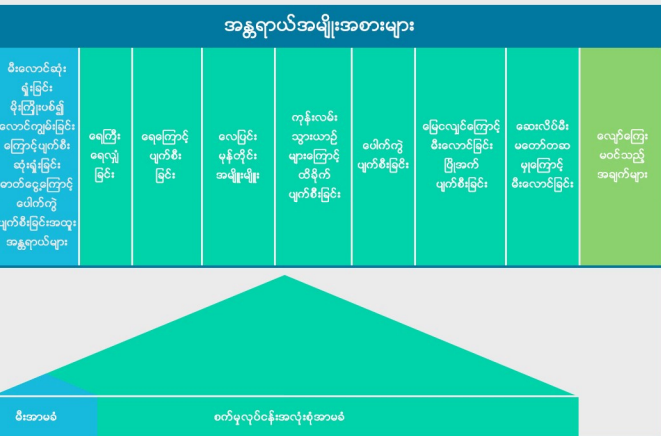 အန္တရာယ်အမျိုးအစားများ
မီးလောင်ဆုံး
ရှုံးခြင်း
မိုးကြိုးပစ်၍
လောင်ကျွမ်းခြင်း
ကြောင့်ပျက်စီး
ဆုံးရှုံးခြင်း
ဓာတ်ငွေ့ကြောင့်
ပေါက်ကွဲ
ပျက်စီးခြင်းအထူး
အန္တရာယ်များ
ရေကြီး
ရေလျှံ
ခြင်း
ရေကြောင့်
ပျက်စီး
ခြင်း
လေပြင်း
မုန်တိုင်း
အမျိုးမျိုး
ကုန်းလမ်း
သွားယာဉ်
များကြောင့်
ထိခိုက်
ပျက်စီးခြင်း
ပေါက်ကွဲ
ပျက်စီးခြင်း
မြေငလျင်ကြောင့်
မီးလောင်ခြင်း
ပြိုအက်
ပျက်စီးခြင်း
ဆေးလိပ်မီး
မတော်တဆ
မှုကြောင့်
မီးလောင်ခြင်း
လျော်ကြေး
မဝင်သည့်
အချက်များ
မီးအာမခံ
စက်မှုလုပ်ငန်းအလုံးစုံအာမခံ